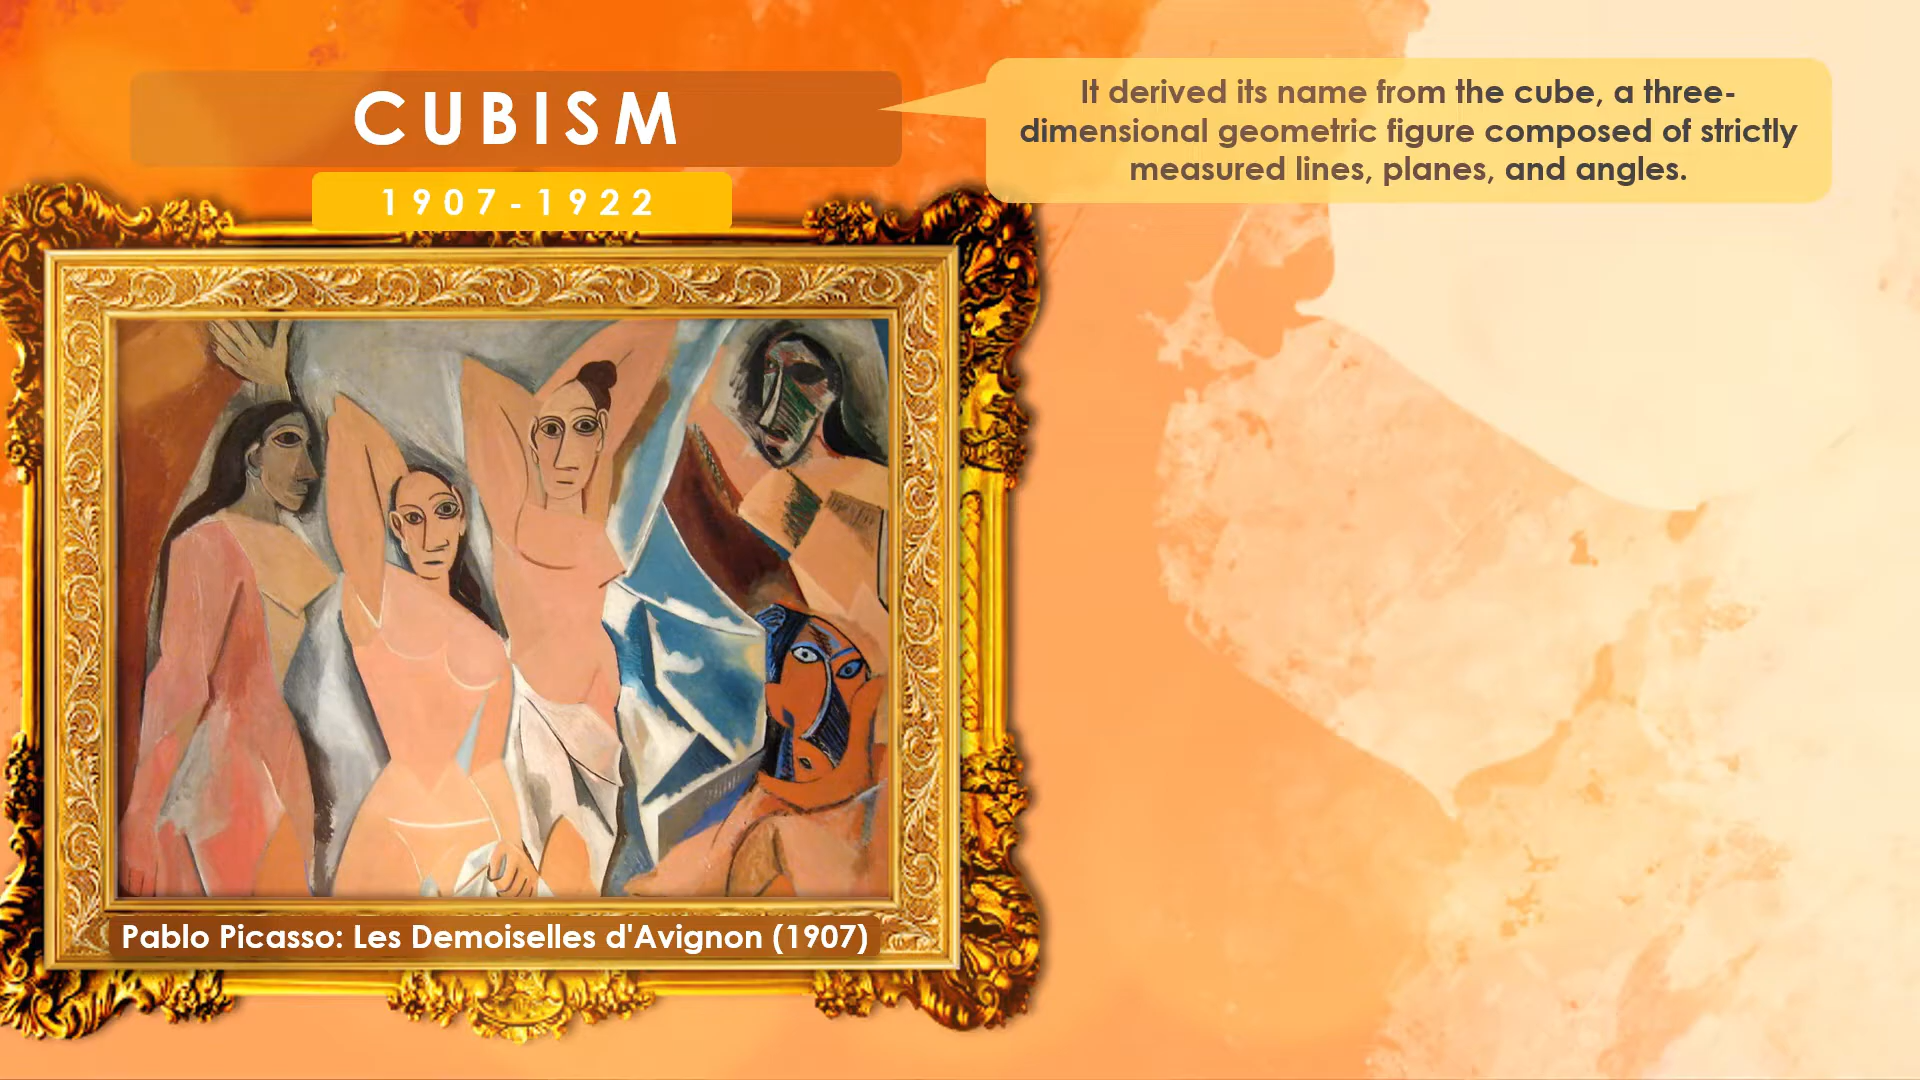 CUBISM
1907-1922
It derived its name from the cube, a three-
dimensional geometric figure composed of strictly
measured lines, planes, and angles.
Pablo Picasso: Les Demoiselles d'Avignon (1907)